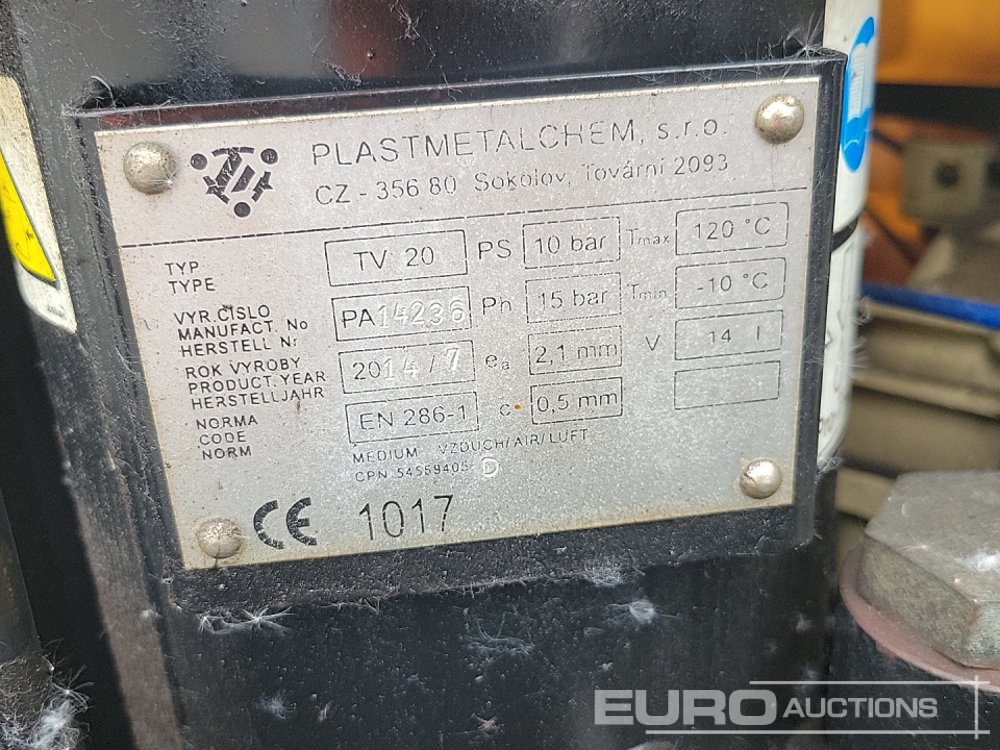 PLASTMETALCHEM, s.r.o.
CZ - 356 80 Sokolov, Tovární 2093
TYP TV 20 PS 10 bar Tmax 120 °C
TYPE
VYR.ČÍSLO PA14236 Ph 15 bar Tmin -10 °C
MANUFACT. No
HERSTELL Nr
ROK VYROBY 2014/7 ea 2,1 mm V 14 l
PRODUCT. YEAR
HERSTELLJAHR
NORMA EN 286-1 c 0,5 mm
CODE
NORM
MEDIUM VZDUCH/AIR/LUFT
CPN 54569405 D
CE 1017
EURO AUCTIONS